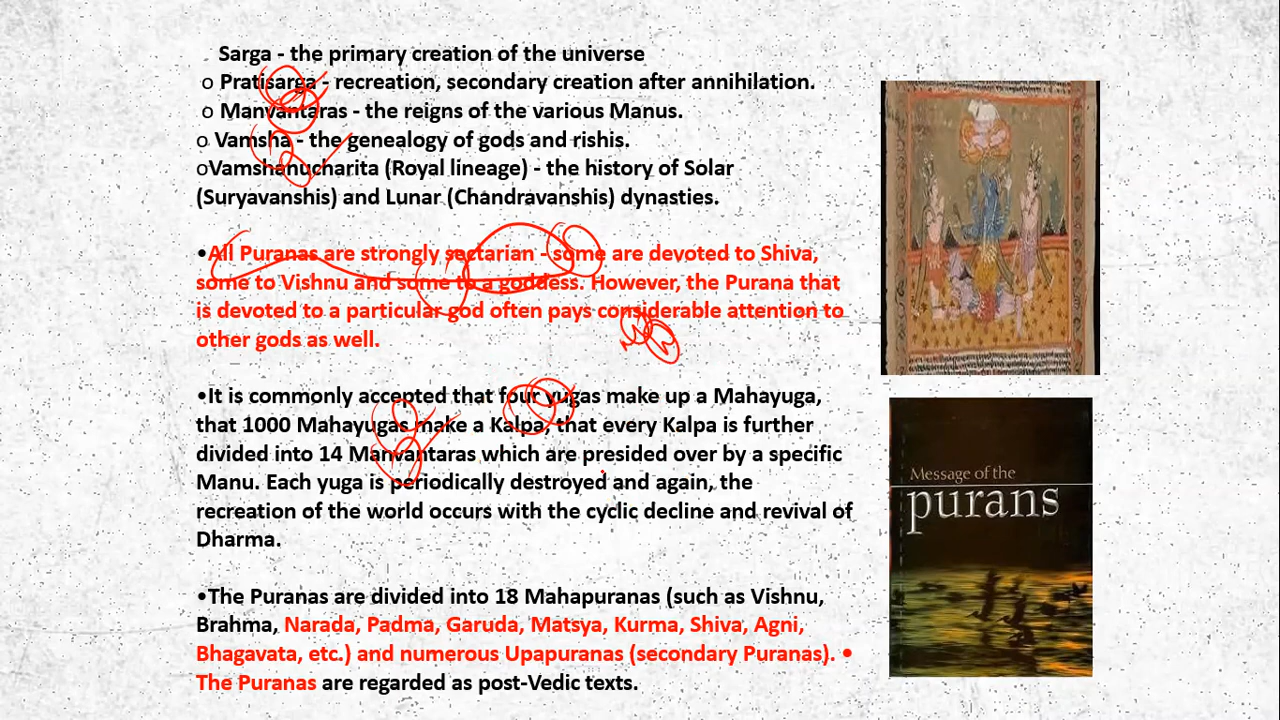 Sarga - the primary creation of the universe
o Pratisarga - recreation, secondary creation after annihilation.
o Manvantaras - the reigns of the various Manus.
o Vamsha - the genealogy of gods and rishis.
oVamshanucharita (Royal lineage) - the history of Solar
(Suryavanshis) and Lunar (Chandravanshis) dynasties.
•All Puranas are strongly sectarian - some are devoted to Shiva,
some to Vishnu and some to a goddess. However, the Purana that
is devoted to a particular god often pays considerable attention to
other gods as well.
•It is commonly accepted that four yugas make up a Mahayuga,
that 1000 Mahayugas make a Kalpa, that every Kalpa is further
divided into 14 Manvantaras which are presided over by a specific
Manu. Each yuga is periodically destroyed and again, the
recreation of the world occurs with the cyclic decline and revival of
Dharma.
•The Puranas are divided into 18 Mahapuranas (such as Vishnu,
Brahma, Narada, Padma, Garuda, Matsya, Kurma, Shiva, Agni,
Bhagavata, etc.) and numerous Upapuranas (secondary Puranas). •
The Puranas are regarded as post-Vedic texts.
Message of the
purans